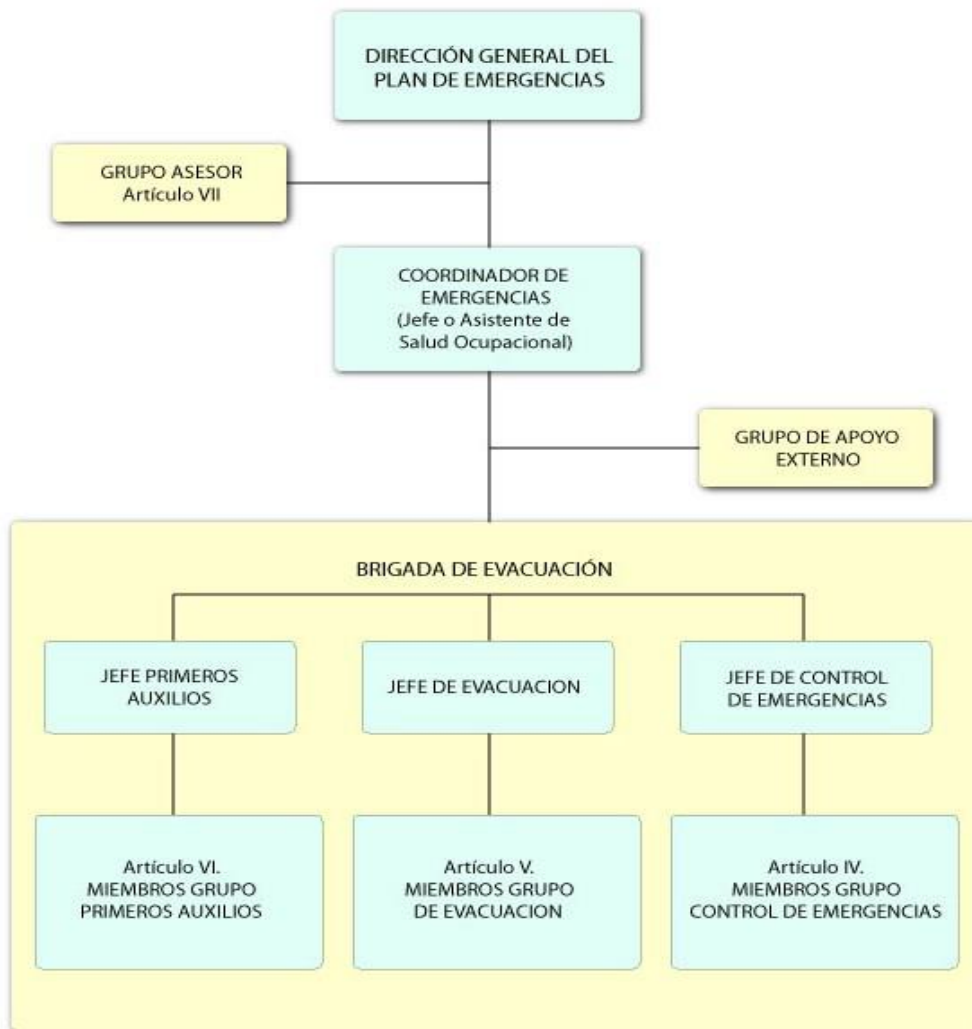 DIRECCIÓN GENERAL DEL
PLAN DE EMERGENCIAS
GRUPO ASESOR
Artículo VII
COORDINADOR DE
EMERGENCIAS
(Jefe o Asistente de
Salud Ocupacional)
GRUPO DE APOYO
EXTERNO
BRIGADA DE EVACUACIÓN
JEFE PRIMEROS
AUXILIOS
JEFE DE EVACUACION
JEFE DE CONTROL
DE EMERGENCIAS
Artículo VI.
MIEMBROS GRUPO
PRIMEROS AUXILIOS
Artículo V.
MIEMBROS GRUPO
DE EVACUACION
Artículo IV.
MIEMBROS GRUPO
CONTROL DE EMERGENCIAS